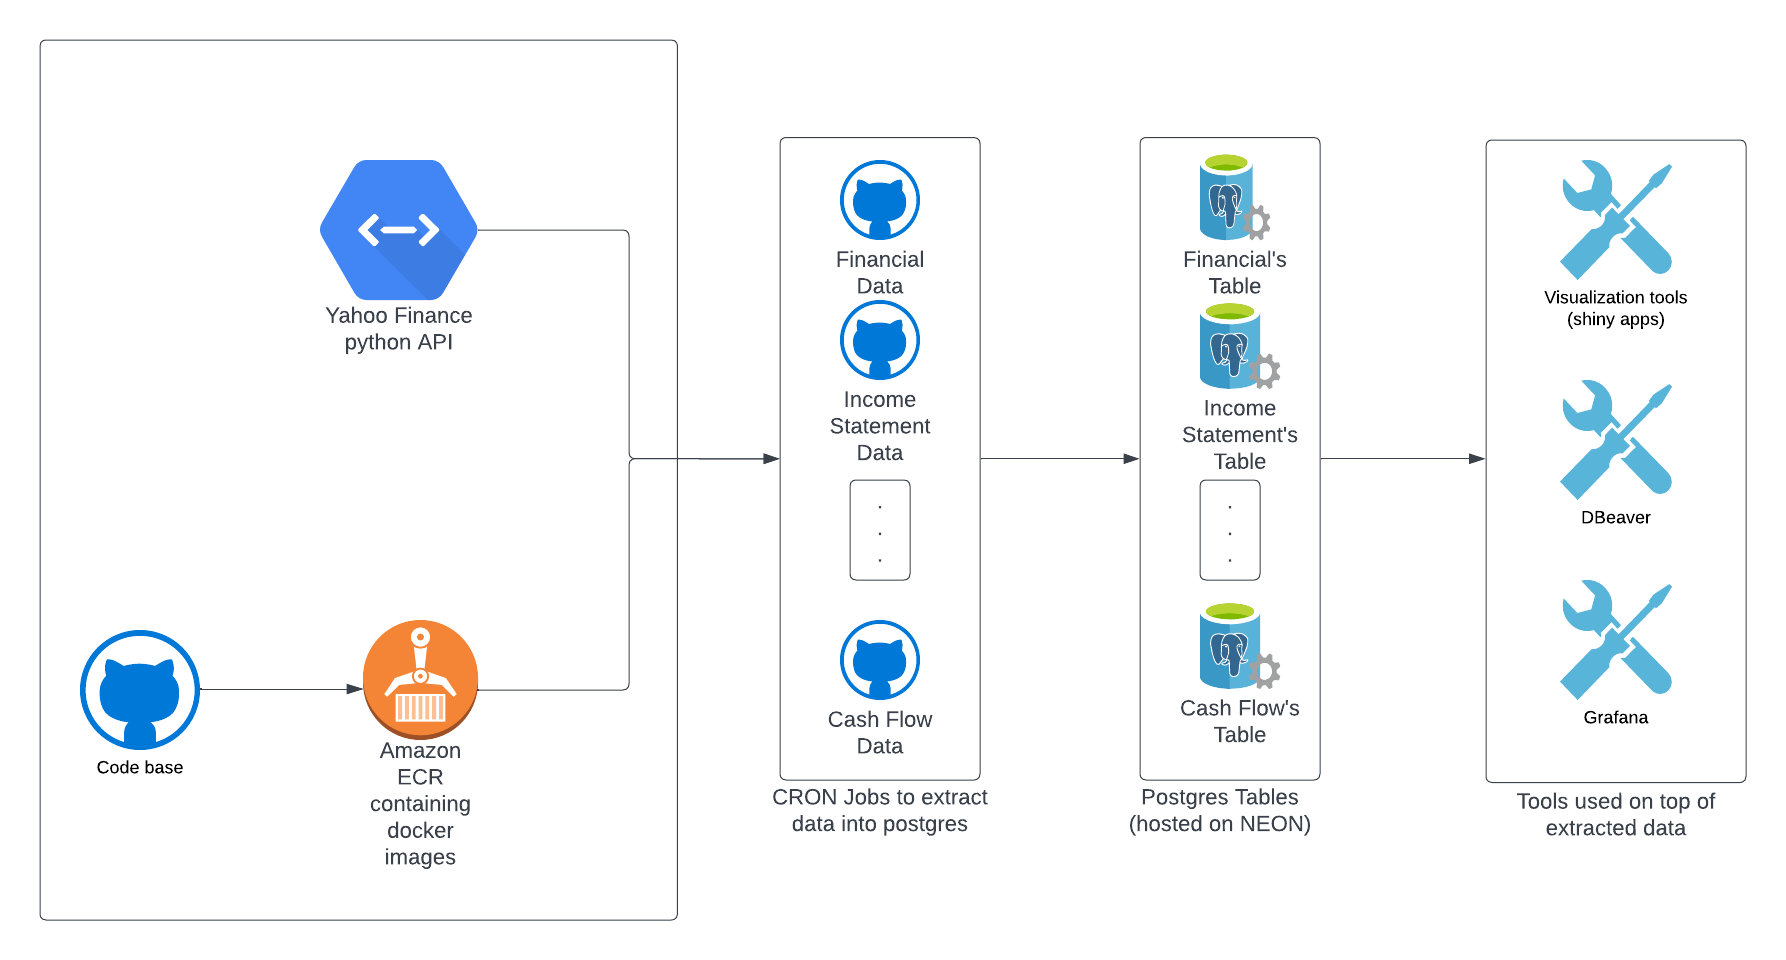 Yahoo Finance
python API
Code base
Amazon
ECR
containing
docker
images
Financial
Data
Income
Statement
Data
.
.
.
Cash Flow
Data
CRON Jobs to extract
data into postgres
Financial's
Table
Income
Statement's
Table
.
.
.
Cash Flow's
Table
Postgres Tables
(hosted on NEON)
Visualization tools
(shiny apps)
DBeaver
Grafana
Tools used on top of
extracted data